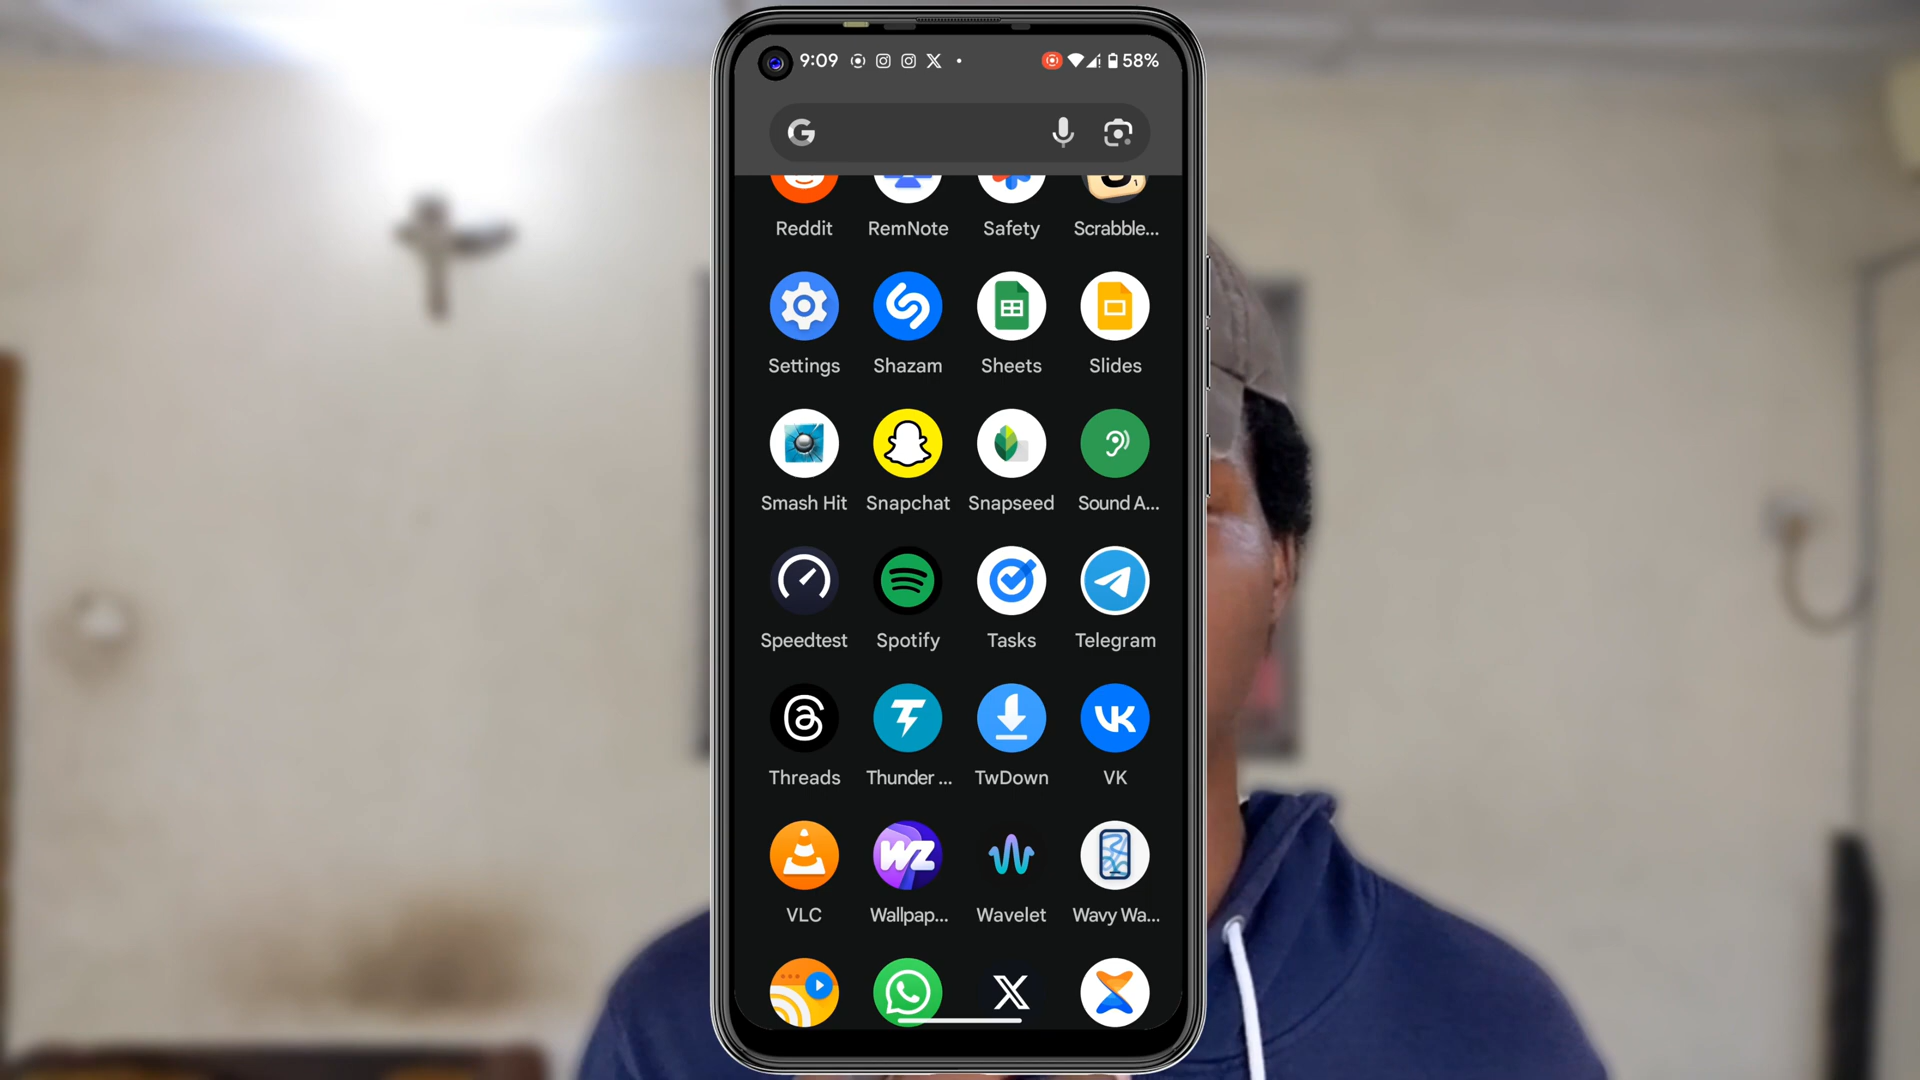 9:09 58%
Reddit RemNote Safety Scrabble...
Settings Shazam Sheets Slides
Smash Hit Snapchat Snapseed Sound A...
Speedtest Spotify Tasks Telegram
Threads Thunder ... TwDown VK
VLC Wallpap... Wavelet Wavy Wa...